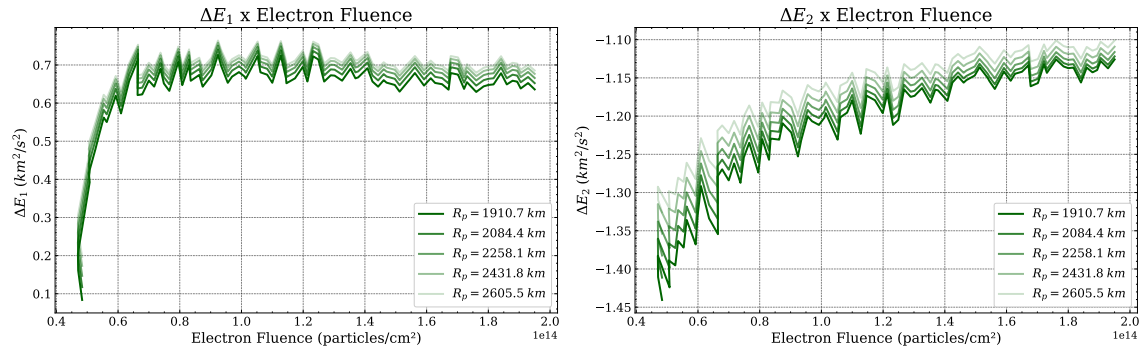 ΔE₁ x Electron Fluence
ΔE₁ (km²/s²)
0.7
0.6
0.5
0.4
0.3
0.2
0.1
R_p = 1910.7 km
R_p = 2084.4 km
R_p = 2258.1 km
R_p = 2431.8 km
R_p = 2605.5 km
0.4 0.6 0.8 1.0 1.2 1.4 1.6 1.8 2.0
Electron Fluence (particles/cm²)
1e14
ΔE₂ x Electron Fluence
ΔE₂ (km²/s²)
−1.10
−1.15
−1.20
−1.25
−1.30
−1.35
−1.40
−1.45
R_p = 1910.7 km
R_p = 2084.4 km
R_p = 2258.1 km
R_p = 2431.8 km
R_p = 2605.5 km
0.4 0.6 0.8 1.0 1.2 1.4 1.6 1.8 2.0
Electron Fluence (particles/cm²)
1e14